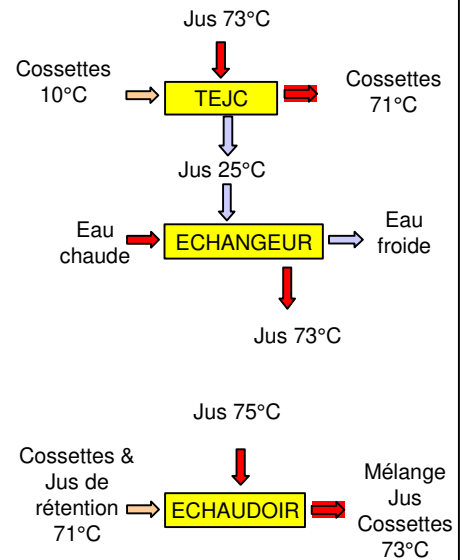 Jus 73°C
Cossettes
10°C
TEJC
Cossettes
71°C
Jus 25°C
Eau
chaude
ECHANGEUR
Eau
froide
Jus 73°C
Jus 75°C
Cossettes &
Jus de
rétention
71°C
ECHAUDOIR
Mélange
Jus
Cossettes
73°C